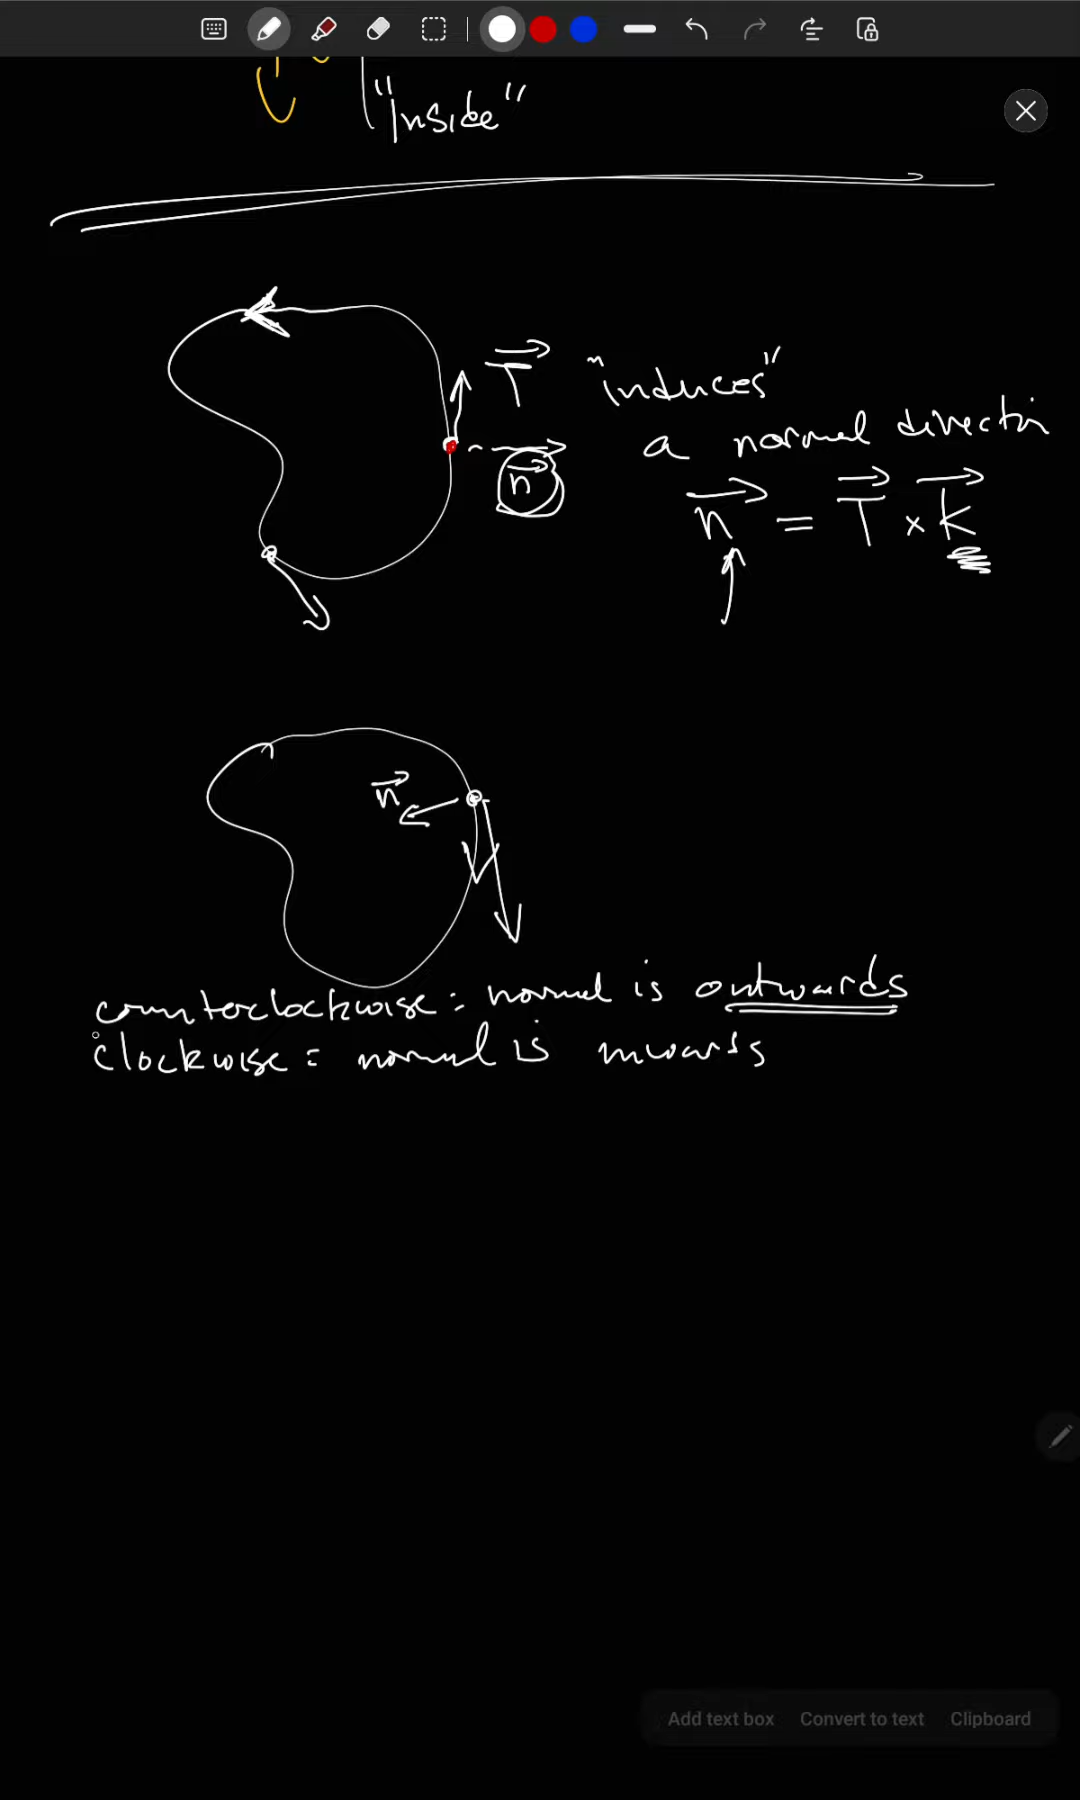 "Inside"
T "induces"
a normal direction
n
n = T × k
n
counterclockwise = normal is outwards
clockwise = normal is inwards
Add text box Convert to text Clipboard